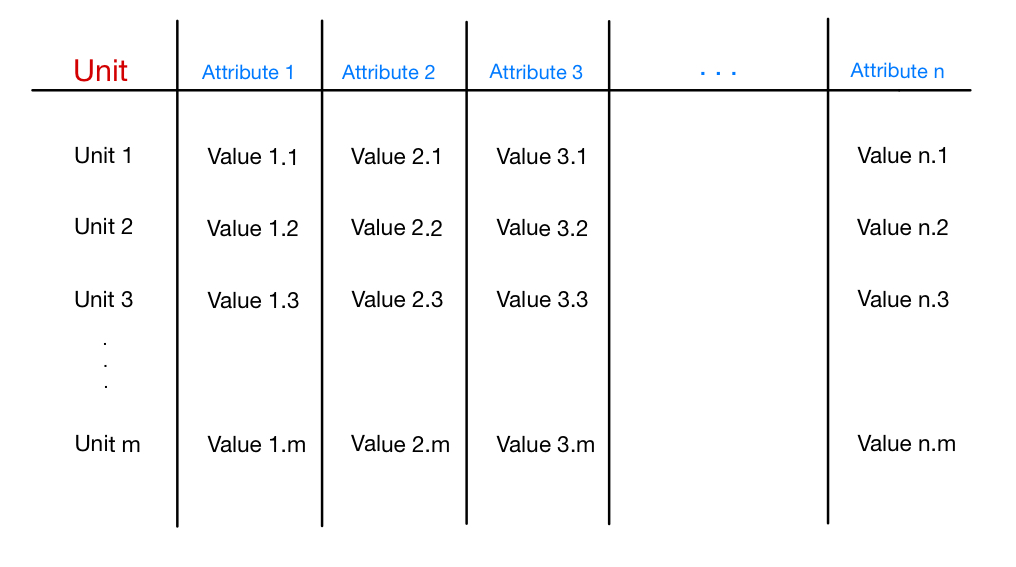 Unit Attribute 1 Attribute 2 Attribute 3 . . . Attribute n
Unit 1 Value 1.1 Value 2.1 Value 3.1 Value n.1
Unit 2 Value 1.2 Value 2.2 Value 3.2 Value n.2
Unit 3 Value 1.3 Value 2.3 Value 3.3 Value n.3
.
.
.
Unit m Value 1.m Value 2.m Value 3.m Value n.m